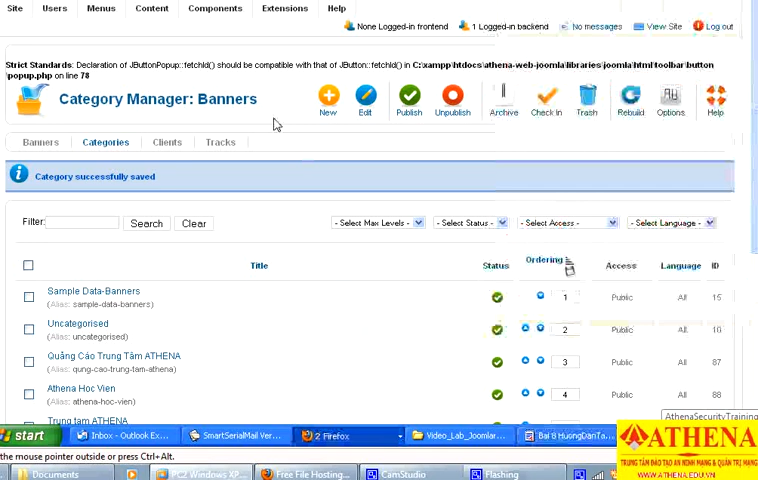 Site Users Menus Content Components Extensions Help
None Logged-in frontend 1 Logged-in backend No messages View Site Log out
Strict Standards: Declaration of JButtonPopup::fetchId() should be compatible with that of JButton::fetchId() in C:\xampp\htdocs\athena-web-joomla\libraries\joomla\html\toolbar\button
\popup.php on line 78
Category Manager: Banners
New Edit Publish Unpublish Archive Check In Trash Rebuild Options Help
Banners Categories Clients Tracks
Category successfully saved
Filter: Search Clear - Select Max Levels - - Select Status - - Select Access - - Select Language -
Title Status Ordering Access Language ID
Sample Data-Banners 1 Public All 15
(Alias: sample-data-banners)
Uncategorised 2 Public All 10
(Alias: uncategorised)
Quảng Cáo Trung Tâm ATHENA 3 Public All 87
(Alias: qung-cao-trung-tam-athena)
Athena Hoc Vien 4 Public All 88
(Alias: athena-hoc-vien)
Trung tam ATHENA
AthenaSecurityTraining
start Inbox - Outlook Ex... SmartSerialMail Ver... 2 Firefox Video_Lab_Joomlar... Bai 8 HuongDanTa...
the mouse pointer outside or press Ctrl+Alt.
Documents PC2 Windows XP... Free File Hosting... CamStudio Flashing
ATHENA
TRUNG TÂM ĐÀO TẠO AN NINH MẠNG & QUẢN TRỊ MẠNG
WWW.ATHENA.EDU.VN